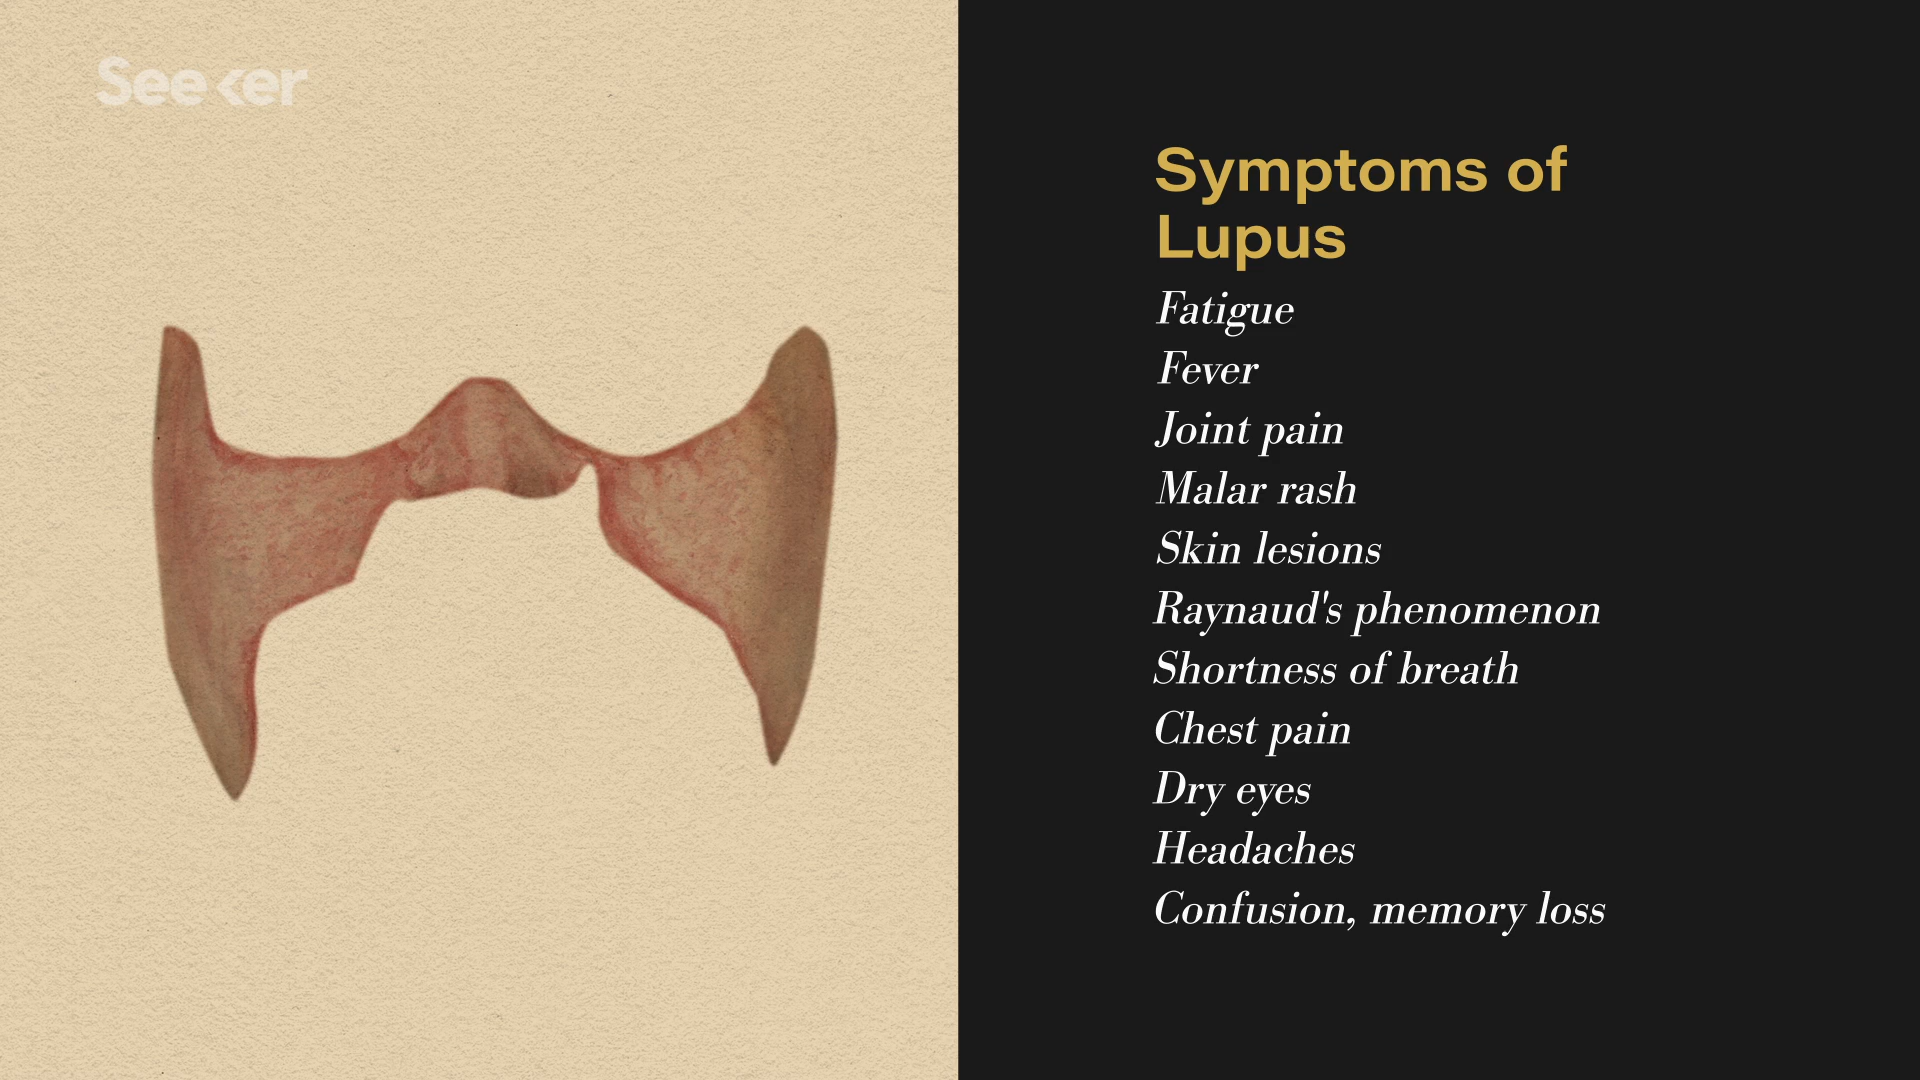 Seeker
Symptoms of
Lupus
Fatigue
Fever
Joint pain
Malar rash
Skin lesions
Raynaud's phenomenon
Shortness of breath
Chest pain
Dry eyes
Headaches
Confusion, memory loss